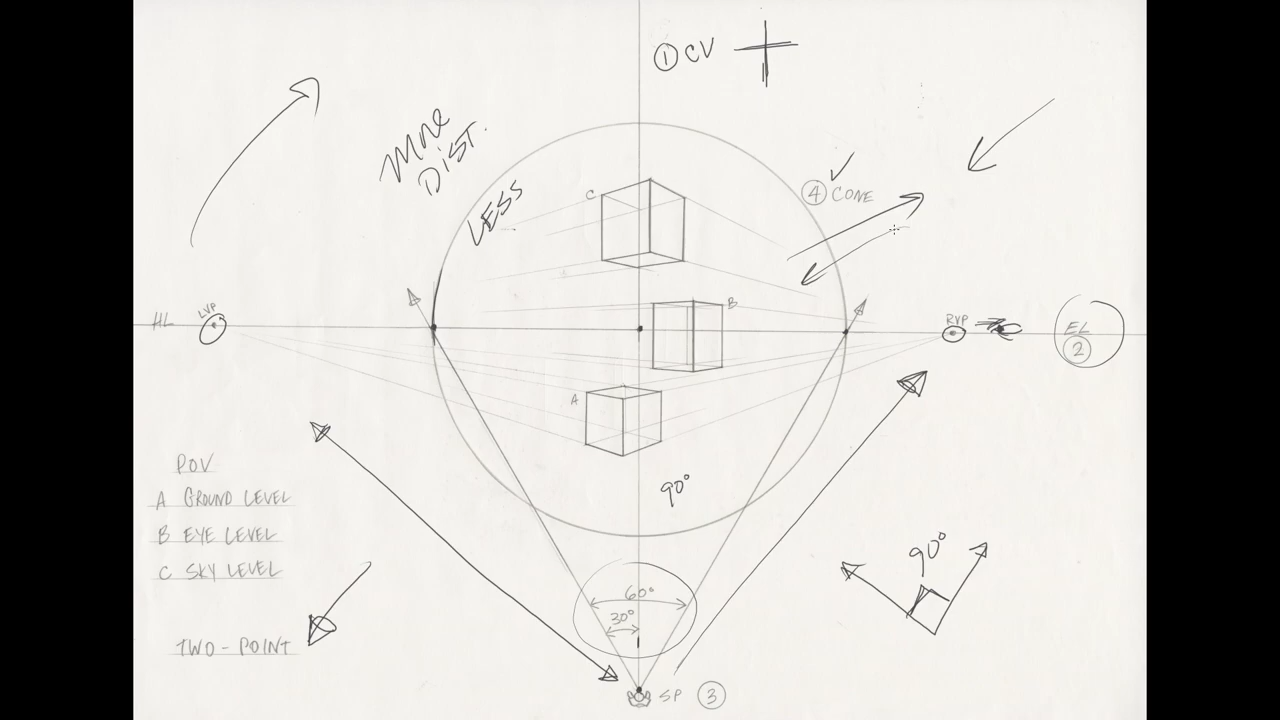 ① CV
MORE
DIST.
LESS
④ CONE
C
LVP
HL
B
RVP
EL
②
A
POV
A GROUND LEVEL
B EYE LEVEL
C SKY LEVEL
TWO-POINT
90°
90°
60°
30°
SP ③